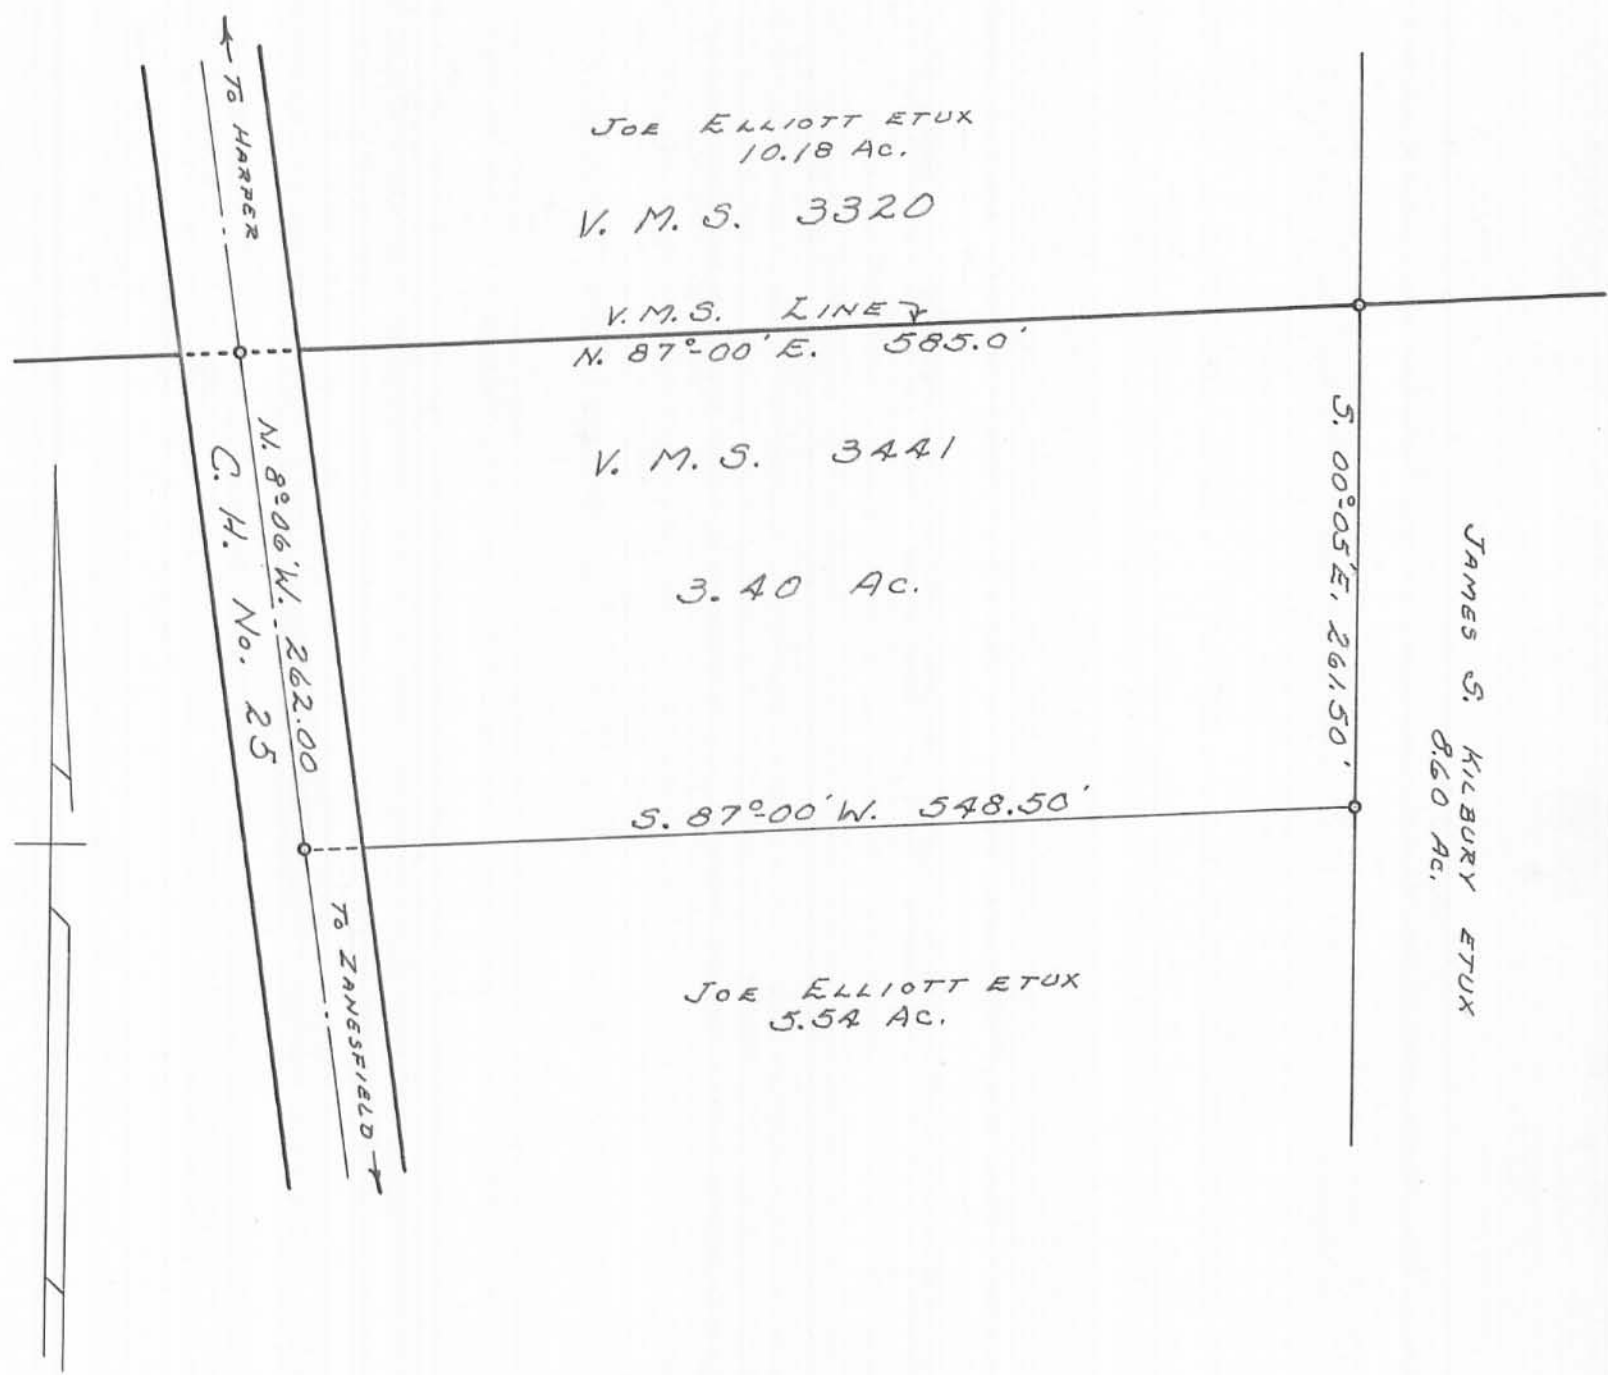 TO HARPER
JOE ELLIOTT ETUX
10.18 AC.
V. M. S. 3320
V. M. S. LINE
N. 87°-00' E. 585.0'
V. M. S. 3441
3.40 AC.
N. 8°-06' W. 262.00
C. H. No. 25
S. 00°-05' E. 261.50'
JAMES S. KILBURY ETUX
8.60 AC.
S. 87°-00' W. 548.50'
TO ZANESFIELD
JOE ELLIOTT ETUX
5.54 AC.